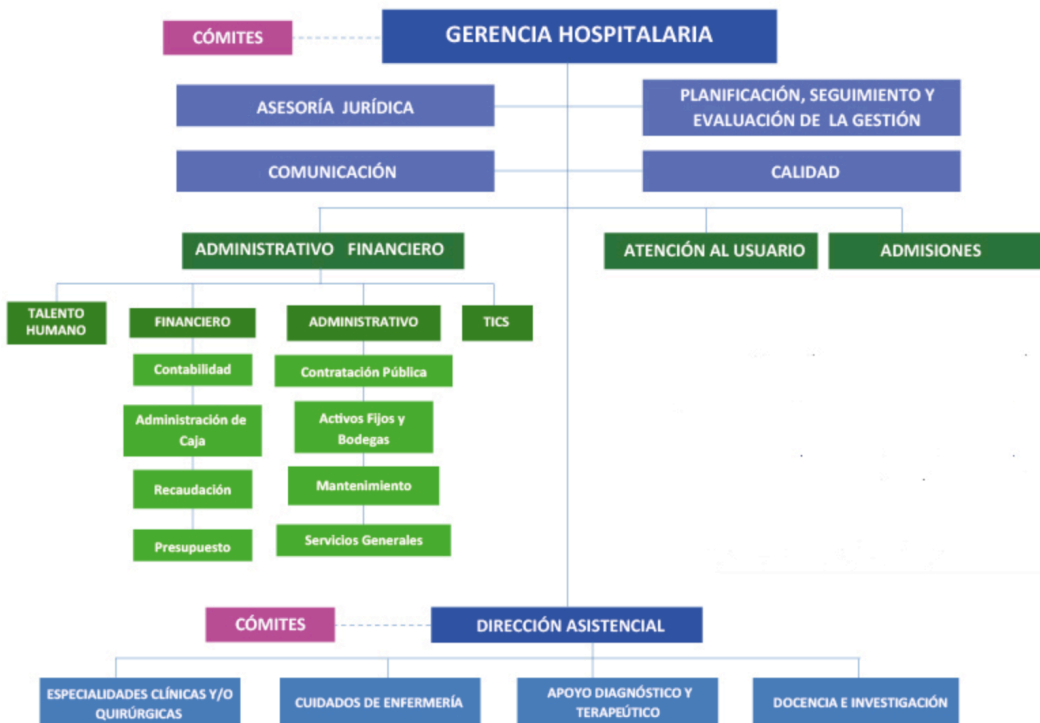 CÓMITES
GERENCIA HOSPITALARIA
ASESORÍA JURÍDICA
PLANIFICACIÓN, SEGUIMIENTO Y
EVALUACIÓN DE LA GESTIÓN
COMUNICACIÓN
CALIDAD
ADMINISTRATIVO FINANCIERO
ATENCIÓN AL USUARIO
ADMISIONES
TALENTO
HUMANO
FINANCIERO
ADMINISTRATIVO
TICS
Contabilidad
Contratación Pública
Administración de
Caja
Activos Fijos y
Bodegas
Recaudación
Mantenimiento
Presupuesto
Servicios Generales
CÓMITES
DIRECCIÓN ASISTENCIAL
ESPECIALIDADES CLÍNICAS Y/O
QUIRÚRGICAS
CUIDADOS DE ENFERMERÍA
APOYO DIAGNÓSTICO Y
TERAPEÚTICO
DOCENCIA E INVESTIGACIÓN